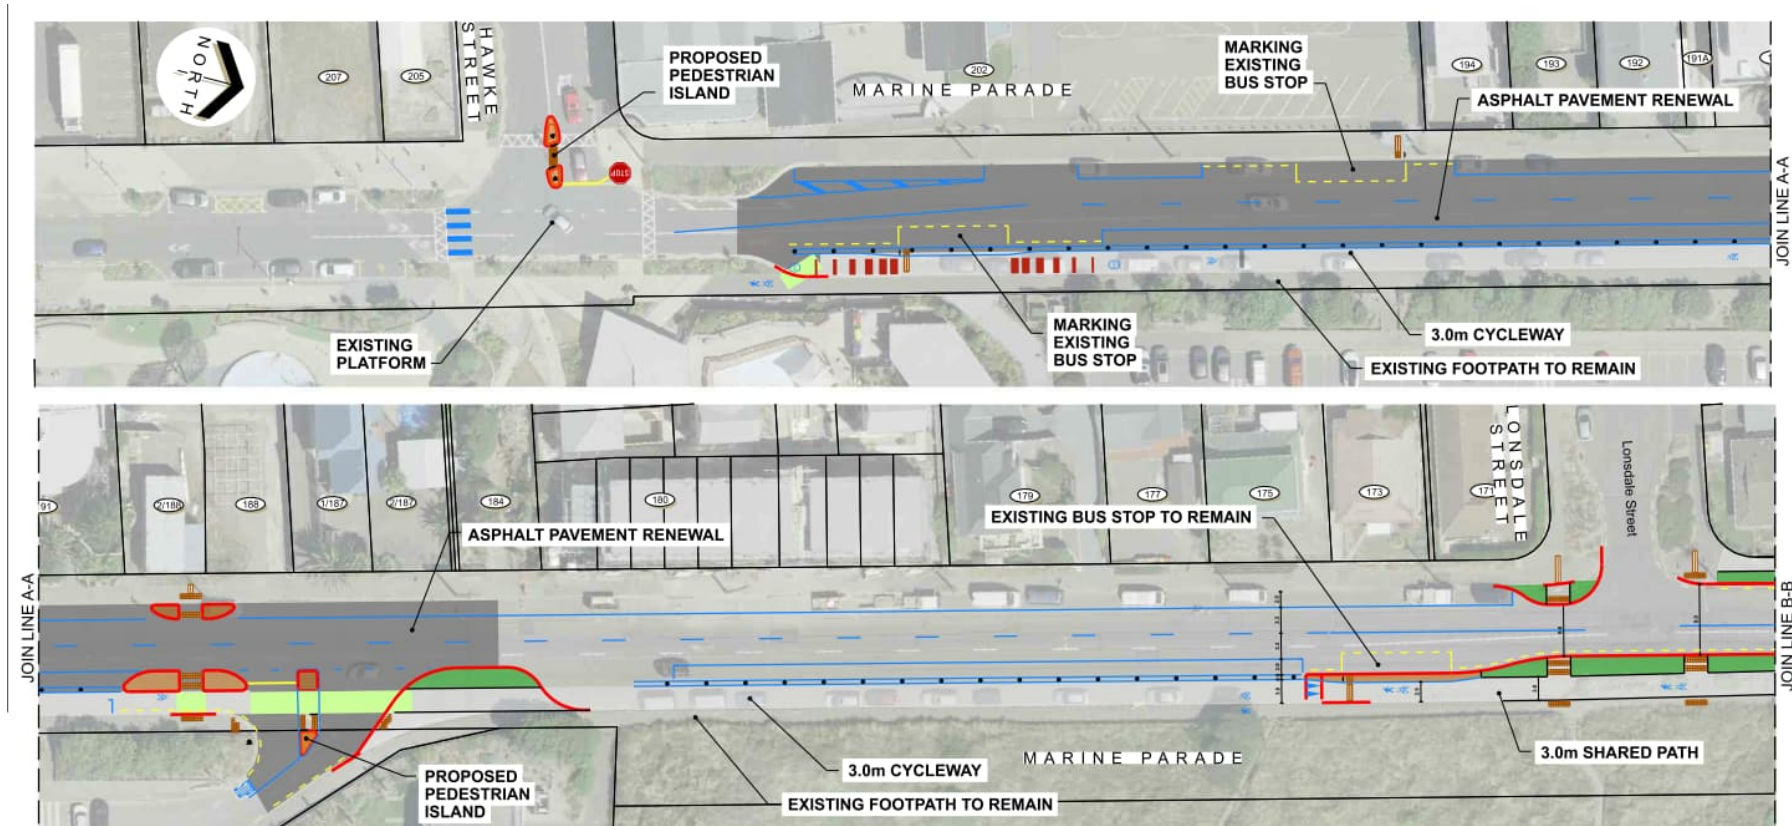 NORTH
207
205
HAWKE
STREET
PROPOSED
PEDESTRIAN
ISLAND
202
MARINE PARADE
MARKING
EXISTING
BUS STOP
194
193
192
191A
ASPHALT PAVEMENT RENEWAL
STOP
JOIN LINE A-A
EXISTING
PLATFORM
MARKING
EXISTING
BUS STOP
3.0m CYCLEWAY
EXISTING FOOTPATH TO REMAIN
91
2/188
188
1/187
2/187
184
180
179
177
175
173
171
LONSDALE
STREET
Lonsdale Street
ASPHALT PAVEMENT RENEWAL
EXISTING BUS STOP TO REMAIN
JOIN LINE A-A
JOIN LINE B-B
PROPOSED
PEDESTRIAN
ISLAND
3.0m CYCLEWAY
MARINE PARADE
3.0m SHARED PATH
EXISTING FOOTPATH TO REMAIN